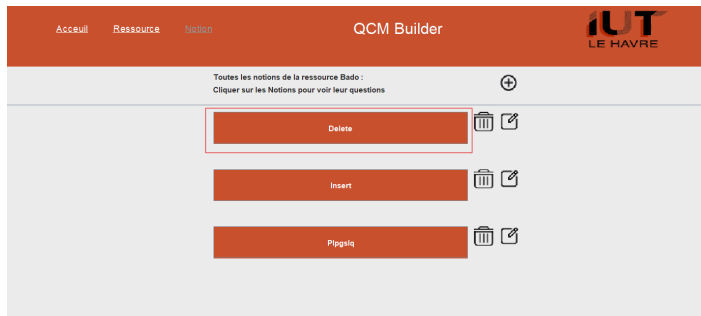 Acceuil Ressource Notion QCM Builder iUT
LE HAVRE
Toutes les notions de la ressource Bado :
Cliquer sur les Notions pour voir leur questions
Delete
Insert
Plpgslq